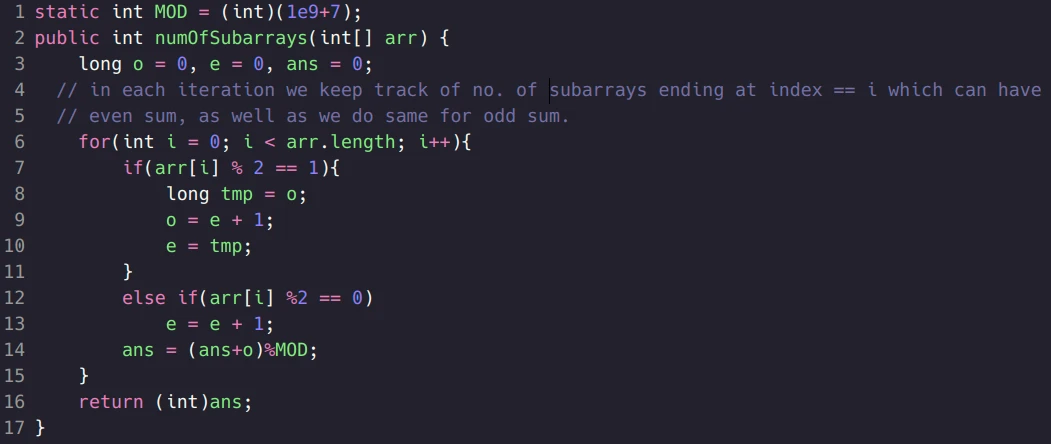 1 static int MOD = (int)(1e9+7);
2 public int numOfSubarrays(int[] arr) {
3     long o = 0, e = 0, ans = 0;
4   // in each iteration we keep track of no. of subarrays ending at index == i which can have
5   // even sum, as well as we do same for odd sum.
6     for(int i = 0; i < arr.length; i++){
7         if(arr[i] % 2 == 1){
8             long tmp = o;
9             o = e + 1;
10             e = tmp;
11         }
12         else if(arr[i] %2 == 0)
13             e = e + 1;
14         ans = (ans+o)%MOD;
15     }
16     return (int)ans;
17 }